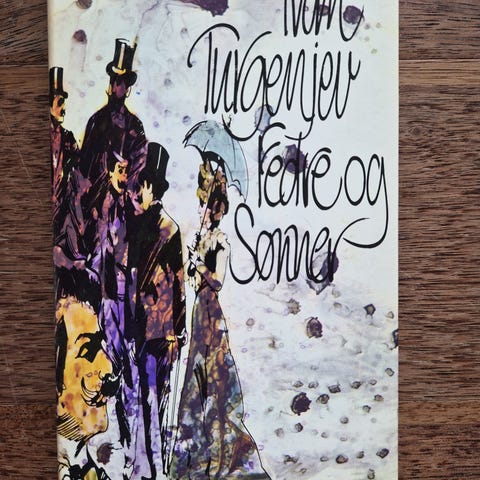 Ivan
Turgenjev
Fedre og
Sønner